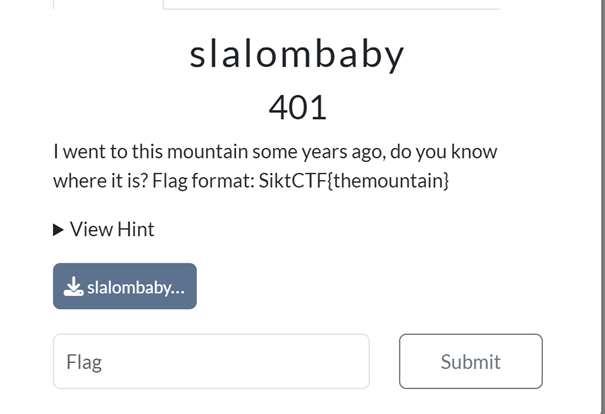 slalombaby
401
I went to this mountain some years ago, do you know
where it is? Flag format: SiktCTF{themountain}
View Hint
slalombaby...
Flag
Submit